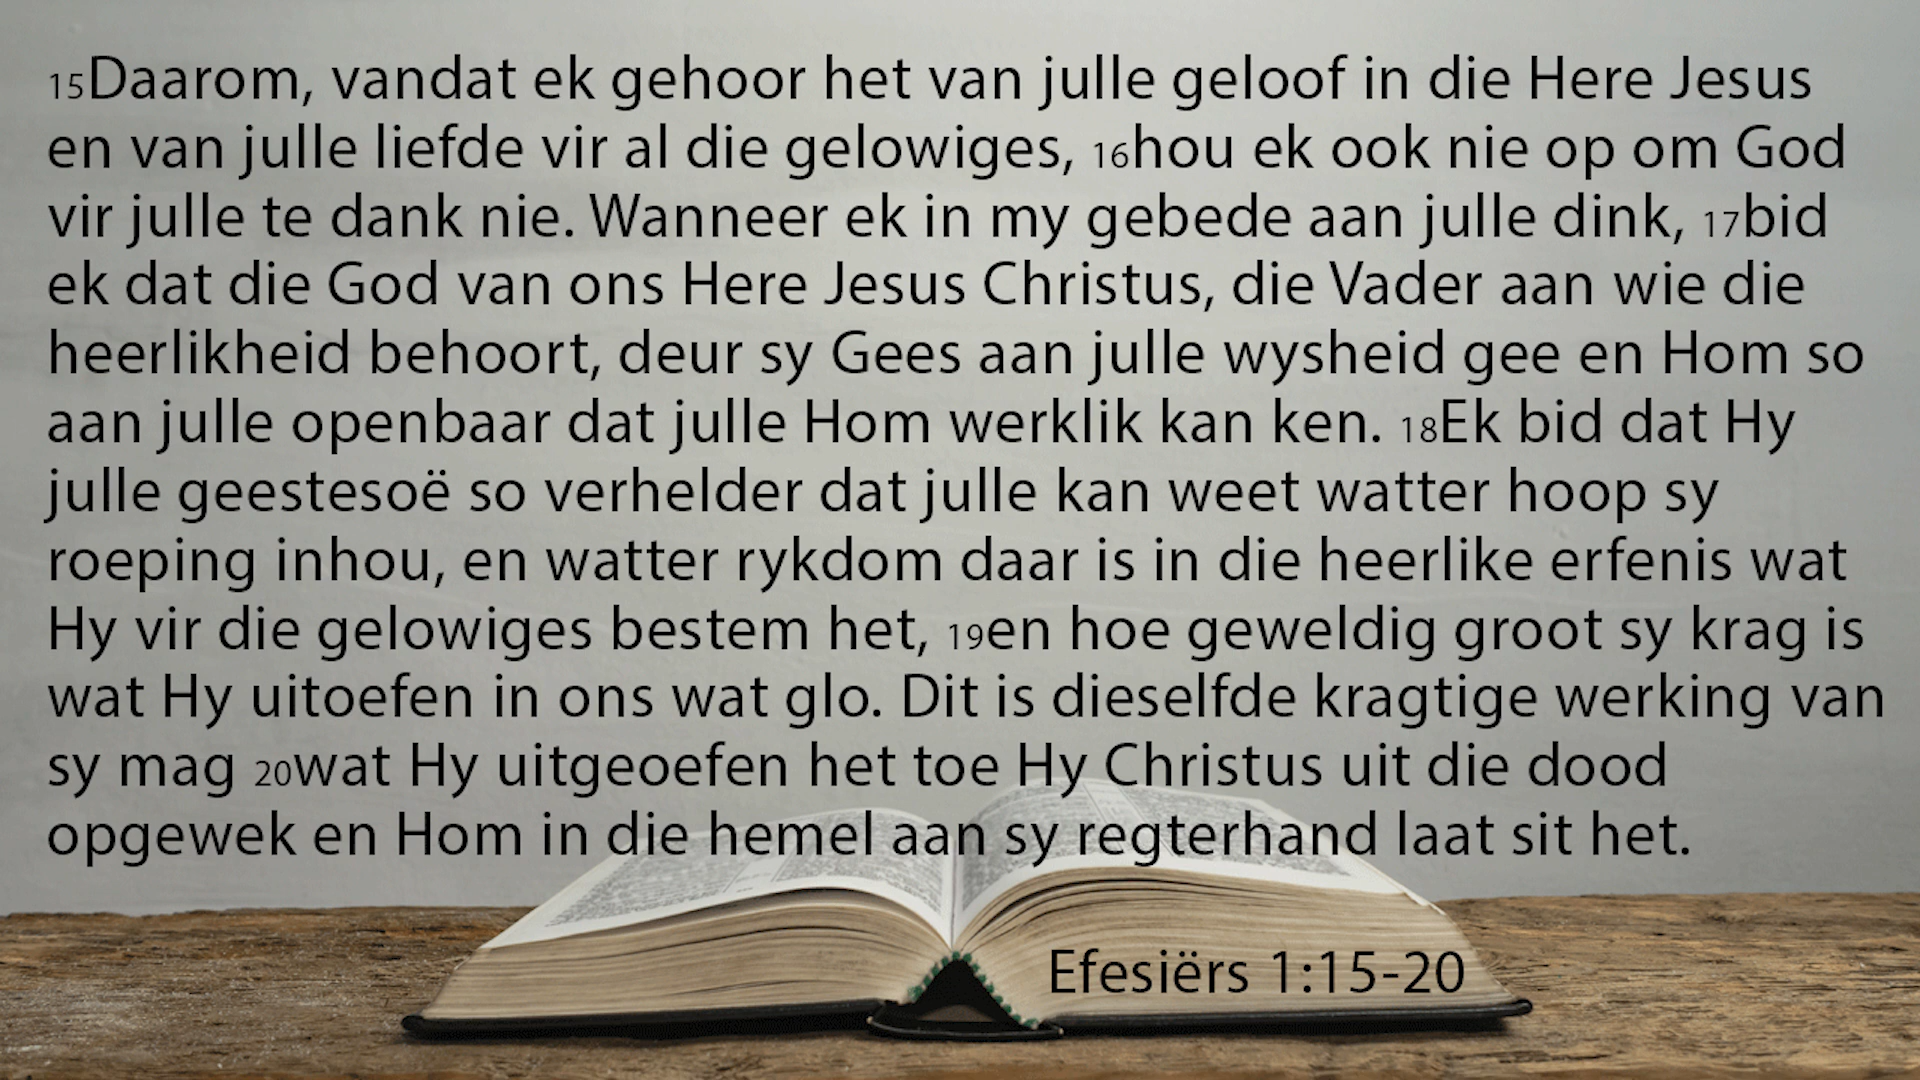 15Daarom, vandat ek gehoor het van julle geloof in die Here Jesus
en van julle liefde vir al die gelowiges, 16hou ek ook nie op om God
vir julle te dank nie. Wanneer ek in my gebede aan julle dink, 17bid
ek dat die God van ons Here Jesus Christus, die Vader aan wie die
heerlikheid behoort, deur sy Gees aan julle wysheid gee en Hom so
aan julle openbaar dat julle Hom werklik kan ken. 18Ek bid dat Hy
julle geestesoë so verhelder dat julle kan weet watter hoop sy
roeping inhou, en watter rykdom daar is in die heerlike erfenis wat
Hy vir die gelowiges bestem het, 19en hoe geweldig groot sy krag is
wat Hy uitoefen in ons wat glo. Dit is dieselfde kragtige werking van
sy mag 20wat Hy uitgeoefen het toe Hy Christus uit die dood
opgewek en Hom in die hemel aan sy regterhand laat sit het.
Efesiërs 1:15-20